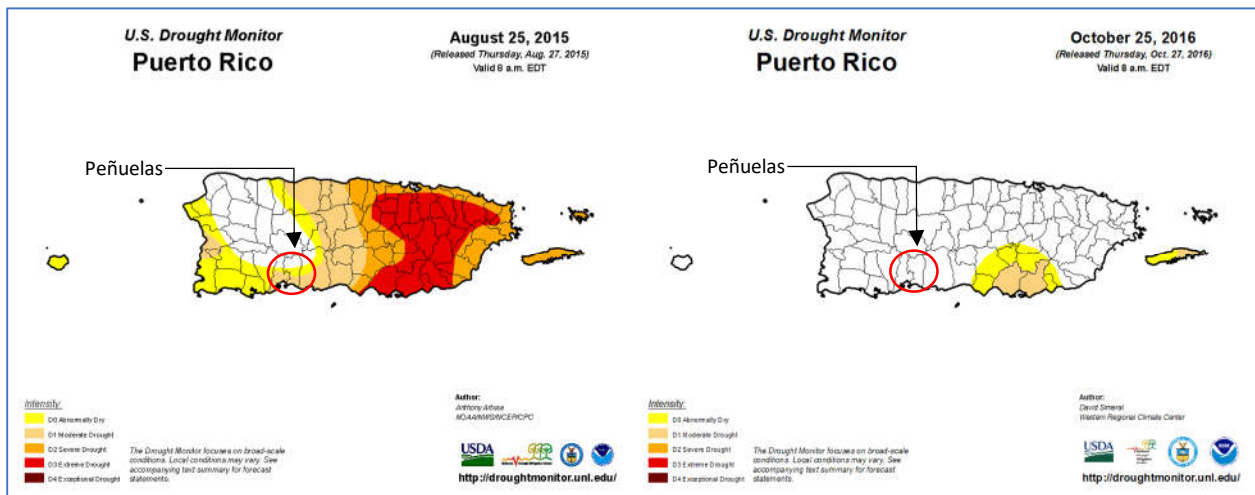 U.S. Drought Monitor
Puerto Rico
August 25, 2015
(Released Thursday, Aug. 27, 2015)
Valid 8 a.m. EDT
Peñuelas
Intensity:
D0 Abnormally Dry
D1 Moderate Drought
D2 Severe Drought
D3 Extreme Drought
D4 Exceptional Drought
The Drought Monitor focuses on broad-scale
conditions. Local conditions may vary. See
accompanying text summary for forecast
statements.
Author:
NOAA/NWS/NCEP/CPC
USDA
http://droughtmonitor.unl.edu/
U.S. Drought Monitor
Puerto Rico
October 25, 2016
(Released Thursday, Oct. 27, 2016)
Valid 8 a.m. EDT
Peñuelas
Intensity:
D0 Abnormally Dry
D1 Moderate Drought
D2 Severe Drought
D3 Extreme Drought
D4 Exceptional Drought
The Drought Monitor focuses on broad-scale
conditions. Local conditions may vary. See
accompanying text summary for forecast
statements.
Author:
David Simeral
Western Regional Climate Center
USDA
http://droughtmonitor.unl.edu/